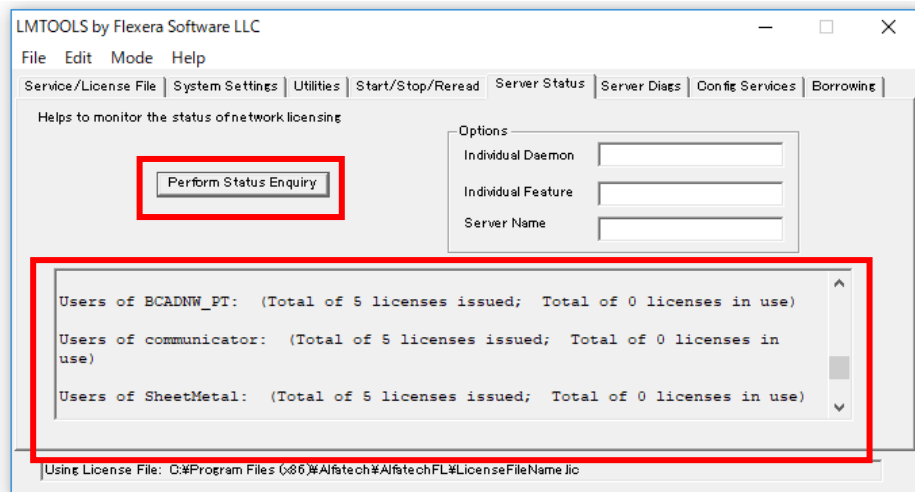 LMTOOLS by Flexera Software LLC
File Edit Mode Help
Service/License File System Settings Utilities Start/Stop/Reread Server Status Server Diags Config Services Borrowing
Helps to monitor the status of network licensing
Options
Individual Daemon
Perform Status Enquiry
Individual Feature
Server Name
Users of BCADNW_PT:  (Total of 5 licenses issued;  Total of 0 licenses in use)
Users of communicator:  (Total of 5 licenses issued;  Total of 0 licenses in
use)
Users of SheetMetal:  (Total of 5 licenses issued;  Total of 0 licenses in use)
Using License File: C:¥Program Files (x86)¥Alfatech¥AlfatechFL¥LicenseFileName.lic